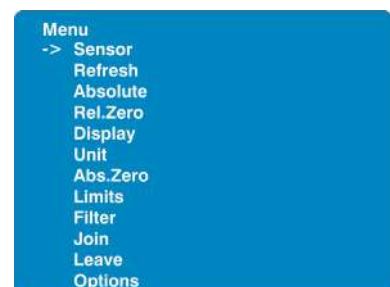 Menu
-> Sensor
Refresh
Absolute
Rel.Zero
Display
Unit
Abs.Zero
Limits
Filter
Join
Leave
Options